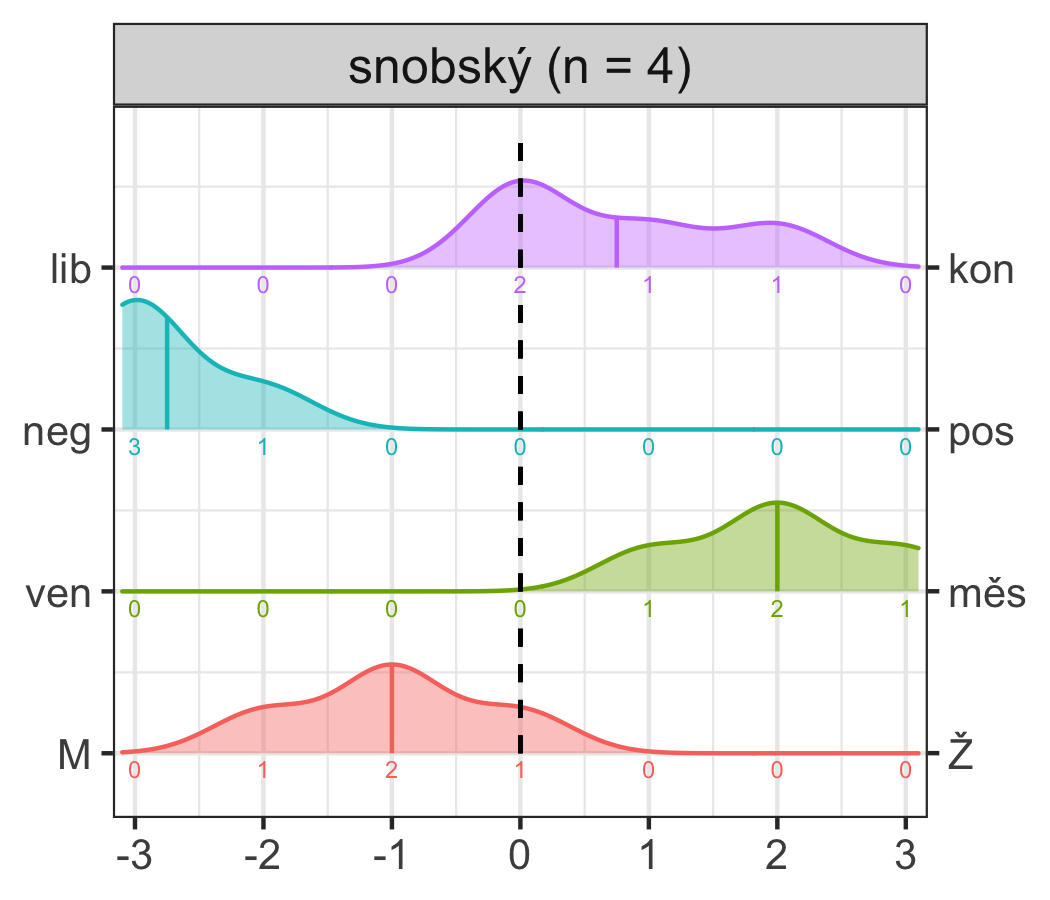 snobský (n = 4)
lib kon
0 0 0 2 1 1 0
neg pos
3 1 0 0 0 0 0
ven měs
0 0 0 0 1 2 1
M Ž
0 1 2 1 0 0 0
-3 -2 -1 0 1 2 3